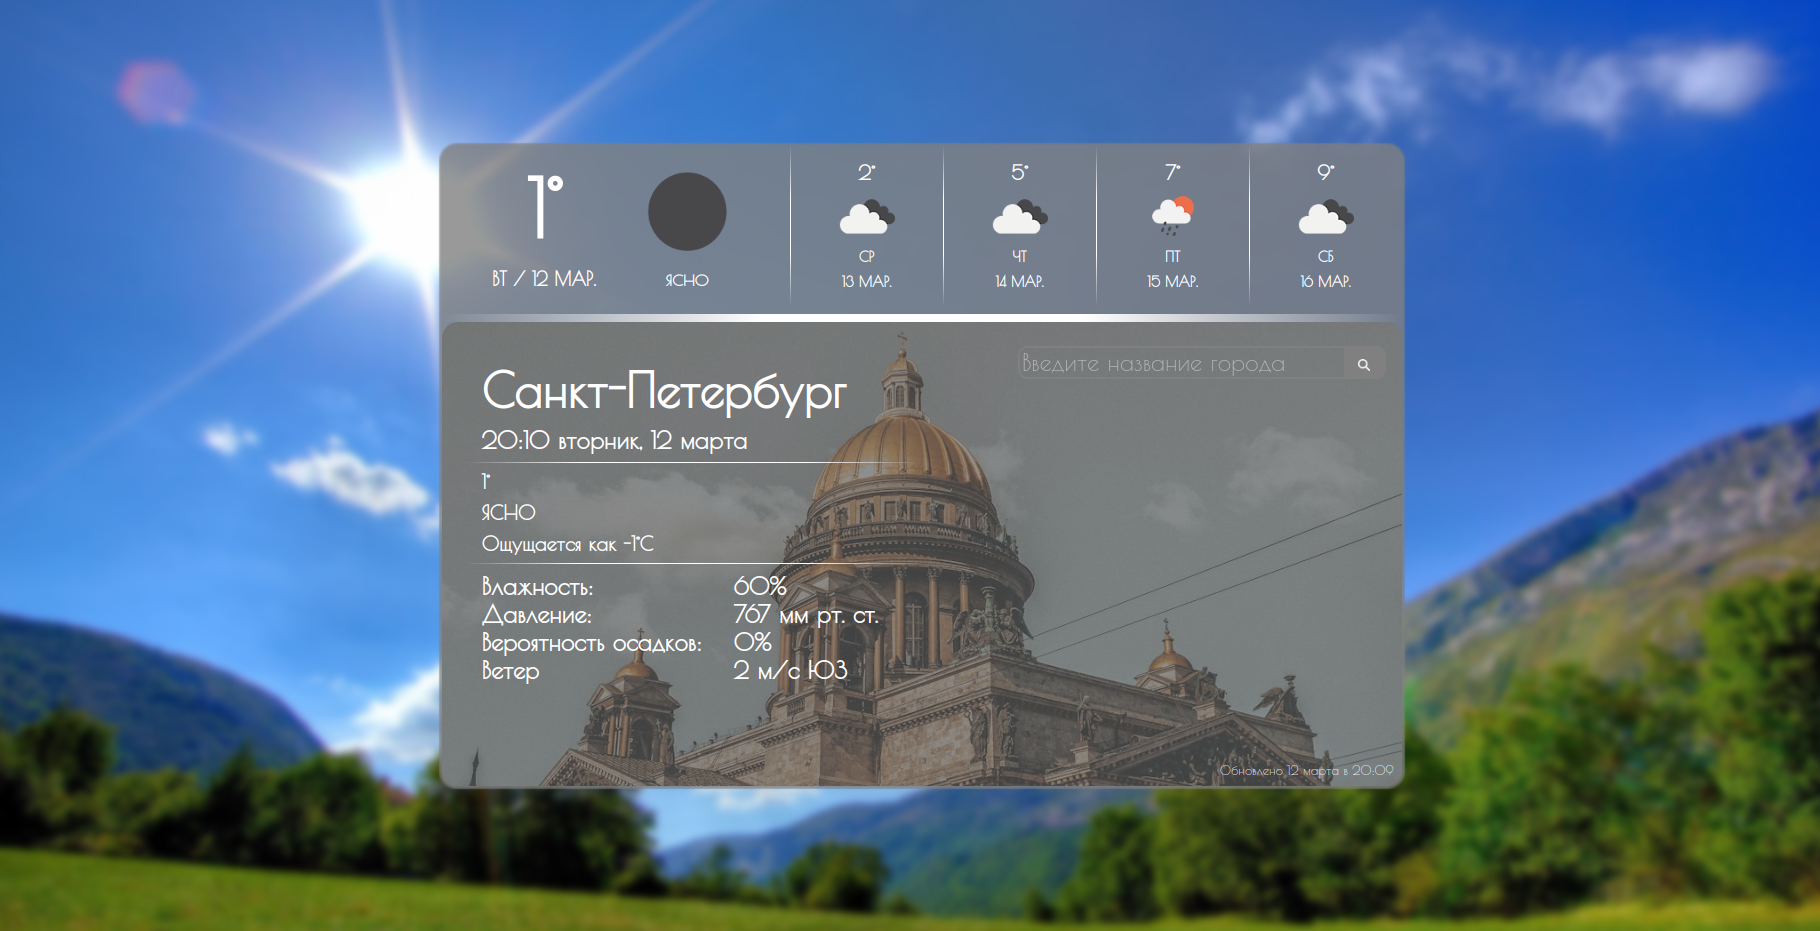 1°
ВТ / 12 МАР.
ЯСНО
2°
СР
13 МАР.
5°
ЧТ
14 МАР.
7°
ПТ
15 МАР.
9°
СБ
16 МАР.
Введите название города
Санкт-Петербург
20:10 вторник, 12 марта
1°
ЯСНО
Ощущается как -1°C
Влажность: 60%
Давление: 767 мм рт. ст.
Вероятность осадков: 0%
Ветер 2 м/с ЮЗ
Обновлено 12 марта в 20:09